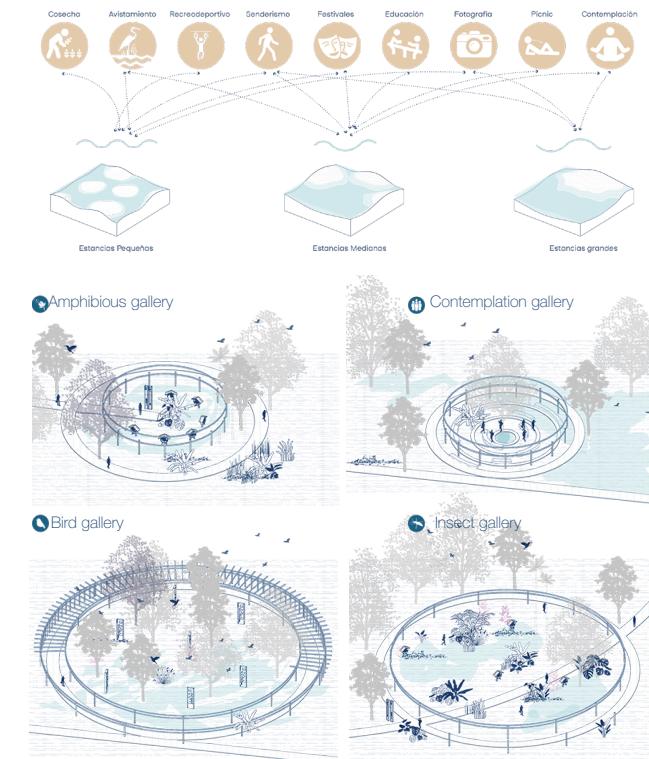 Cosecha
Avistamiento
Recreodeportivo
Senderismo
Festivales
Educación
Fotografía
Picnic
Contemplación
Estancias Pequeñas
Estancias Medianas
Estancias grandes
Amphibious gallery
Contemplation gallery
Bird gallery
Insect gallery